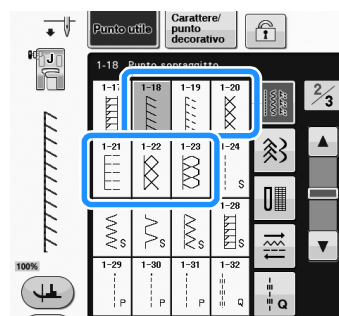 Punto utile
Carattere/
punto
decorativo
J
1-18 Punto sopraggitto
2/3
1-17 1-18 1-19 1-20
1-21 1-22 1-23 1-24
S
1-28
S S S S
1-29 1-30 1-31 1-32
P P P Q
Q
100%